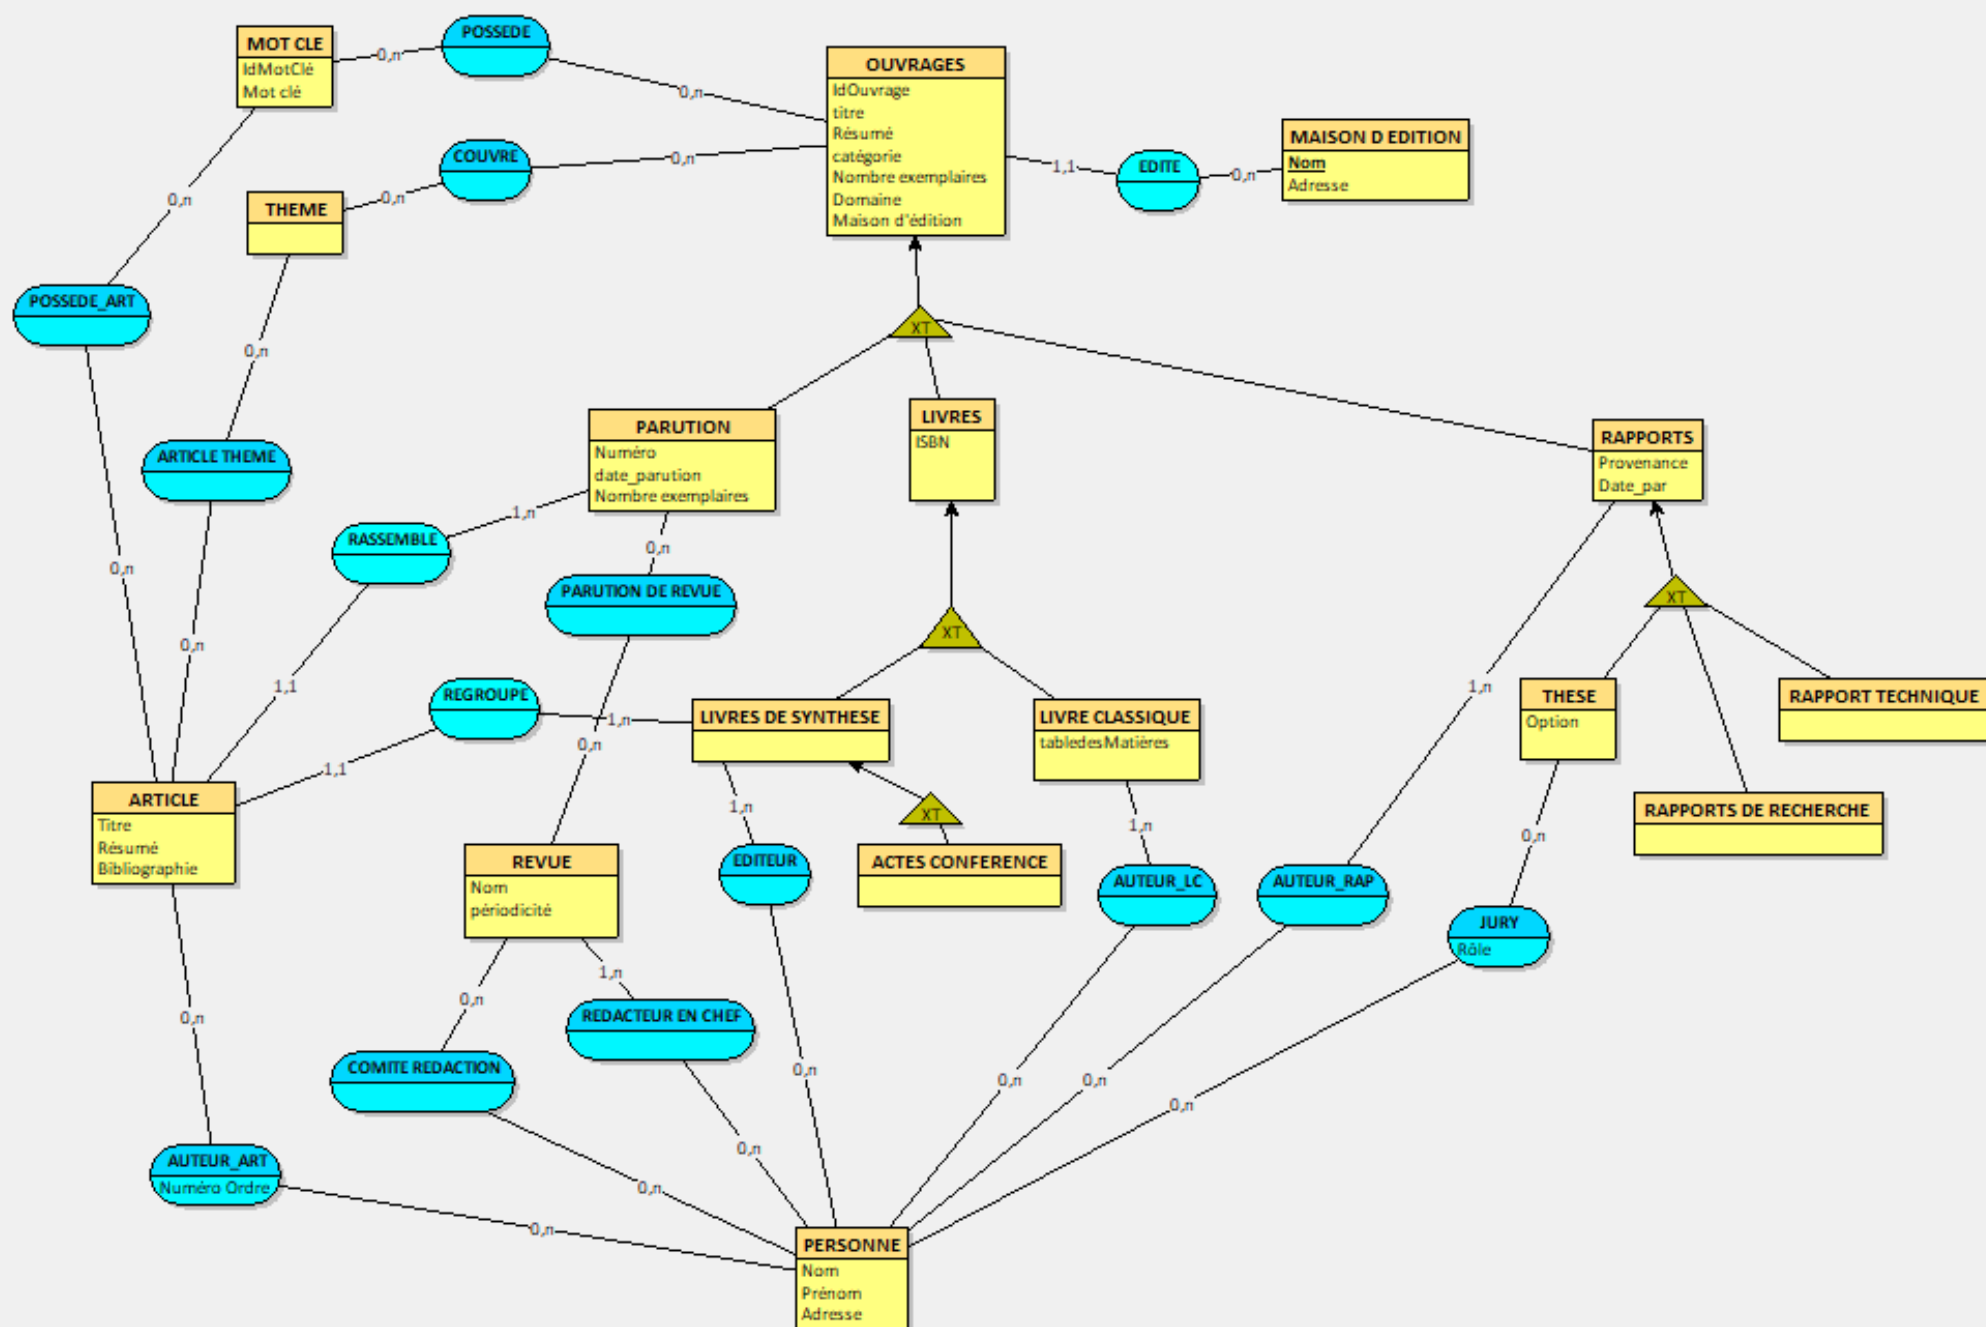 POSSEDE
MOT CLE
IdMotClé
Mot clé
0,n
0,n
OUVRAGES
IdOuvrage
titre
Résumé
catégorie
Nombre exemplaires
Domaine
Maison d'édition
MAISON D EDITION
Nom
Adresse
1,1
EDITE
0,n
COUVRE
0,n
0,n
THEME
0,n
POSSEDE_ART
0,n
XT
PARUTION
Numéro
date_parution
Nombre exemplaires
LIVRES
ISBN
RAPPORTS
Provenance
Date_par
ARTICLE THEME
1,n
RASSEMBLE
0,n
0,n
PARUTION DE REVUE
XT
XT
0,n
1,1
REGROUPE
1,n
LIVRES DE SYNTHESE
LIVRE CLASSIQUE
tabledesMatières
1,n
THESE
Option
RAPPORT TECHNIQUE
0,n
1,1
ARTICLE
Titre
Résumé
Bibliographie
1,n
XT
1,n
0,n
RAPPORTS DE RECHERCHE
REVUE
Nom
périodicité
EDITEUR
ACTES CONFERENCE
AUTEUR_LC
AUTEUR_RAP
JURY
Rôle
1,n
0,n
0,n
REDACTEUR EN CHEF
COMITE REDACTION
0,n
0,n
0,n
0,n
0,n
AUTEUR_ART
Numéro Ordre
0,n
0,n
PERSONNE
Nom
Prénom
Adresse